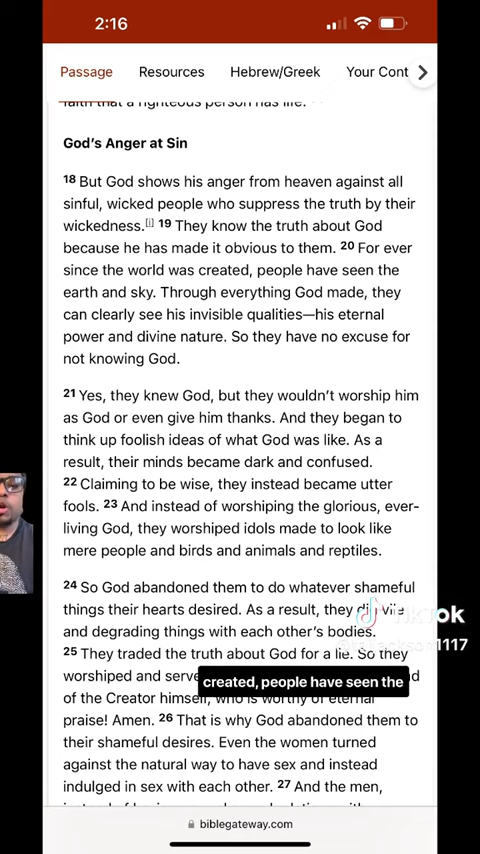 2:16
Passage Resources Hebrew/Greek Your Cont
faith that a righteous person has life.
God's Anger at Sin
18 But God shows his anger from heaven against all
sinful, wicked people who suppress the truth by their
wickedness.[i] 19 They know the truth about God
because he has made it obvious to them. 20 For ever
since the world was created, people have seen the
earth and sky. Through everything God made, they
can clearly see his invisible qualities—his eternal
power and divine nature. So they have no excuse for
not knowing God.
21 Yes, they knew God, but they wouldn't worship him
as God or even give him thanks. And they began to
think up foolish ideas of what God was like. As a
result, their minds became dark and confused.
22 Claiming to be wise, they instead became utter
fools. 23 And instead of worshiping the glorious, ever-
living God, they worshiped idols made to look like
mere people and birds and animals and reptiles.
24 So God abandoned them to do whatever shameful
things their hearts desired. As a result, they did vile
TikTok
and degrading things with each other's bodies.
25 They traded the truth about God for a lie. So they
worshiped and
created, people have seen the
of the Creator himself, who is worthy of eternal
praise! Amen. 26 That is why God abandoned them to
their shameful desires. Even the women turned
against the natural way to have sex and instead
indulged in sex with each other. 27 And the men,
biblegateway.com